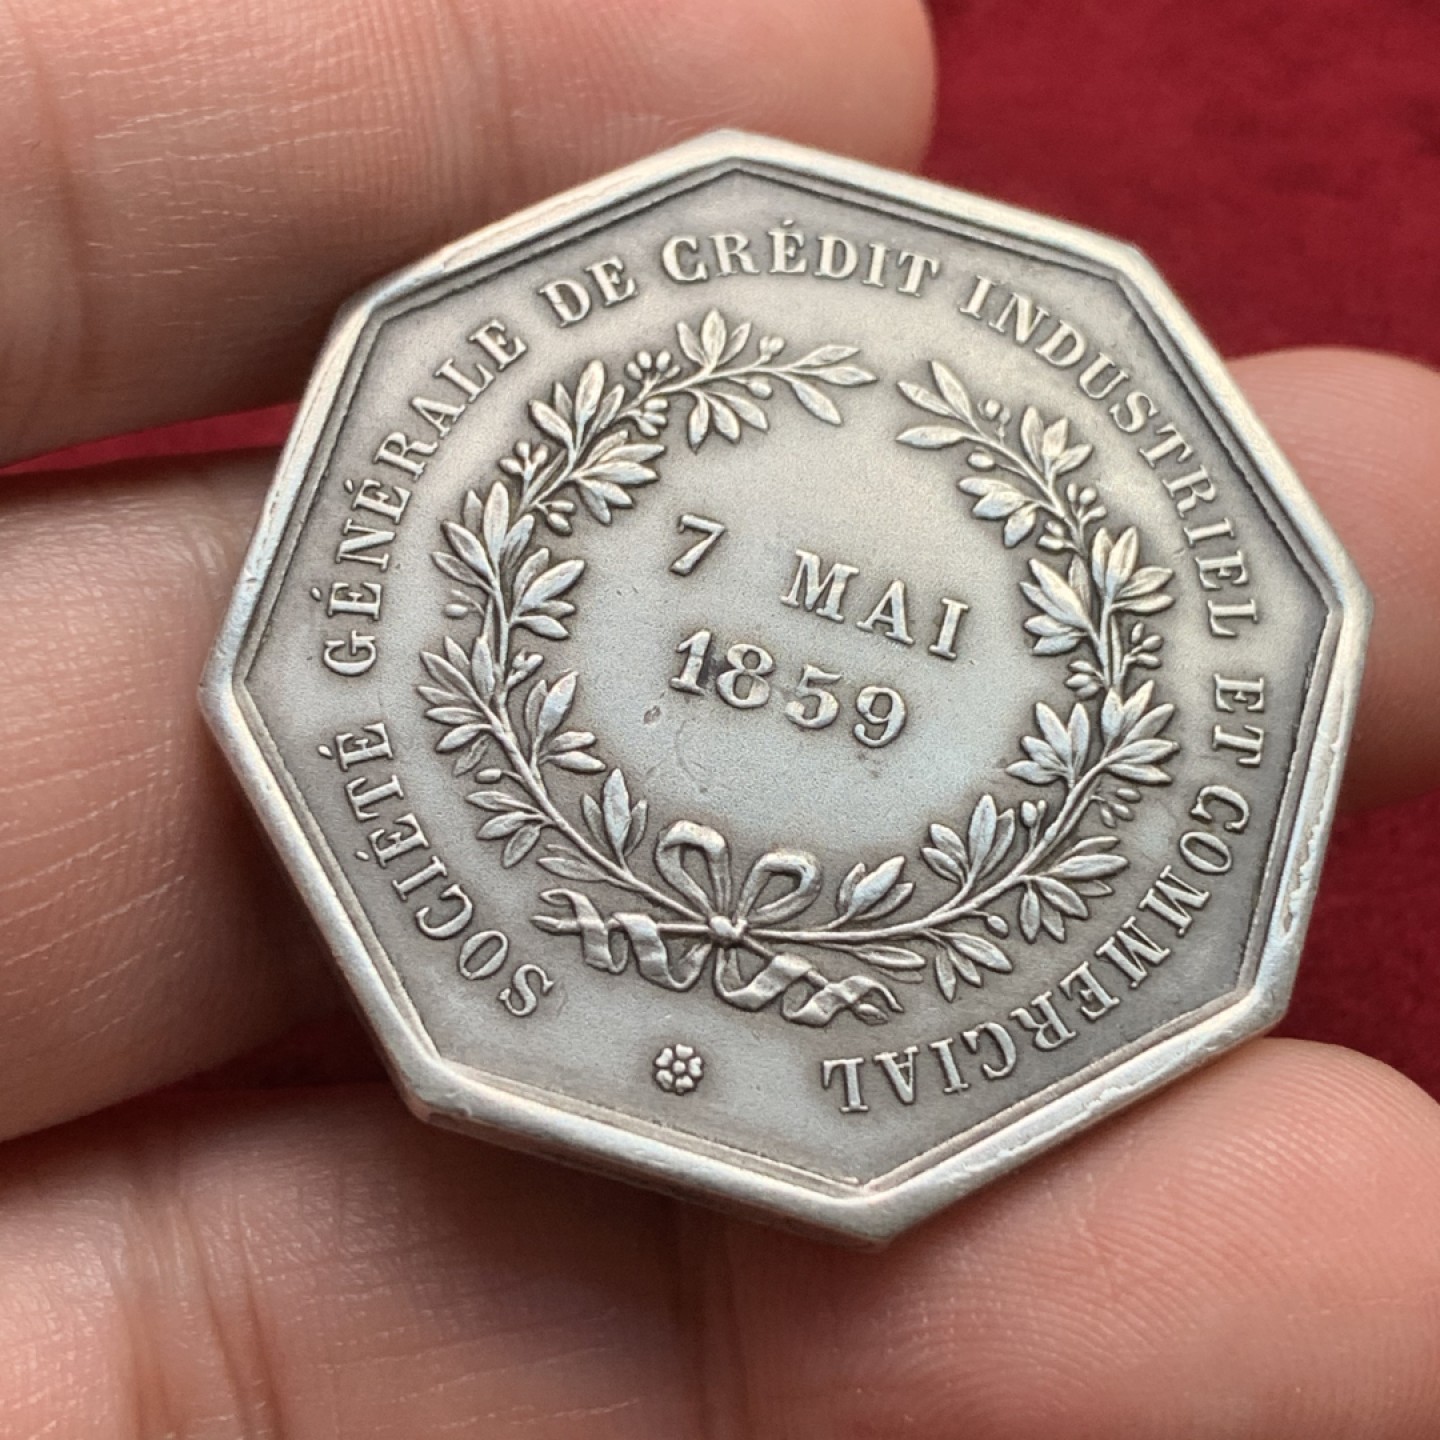 SOCIÉTÉ GÉNÉRALE DE CRÉDIT INDUSTRIEL ET COMMERCIAL
7 MAI
1859